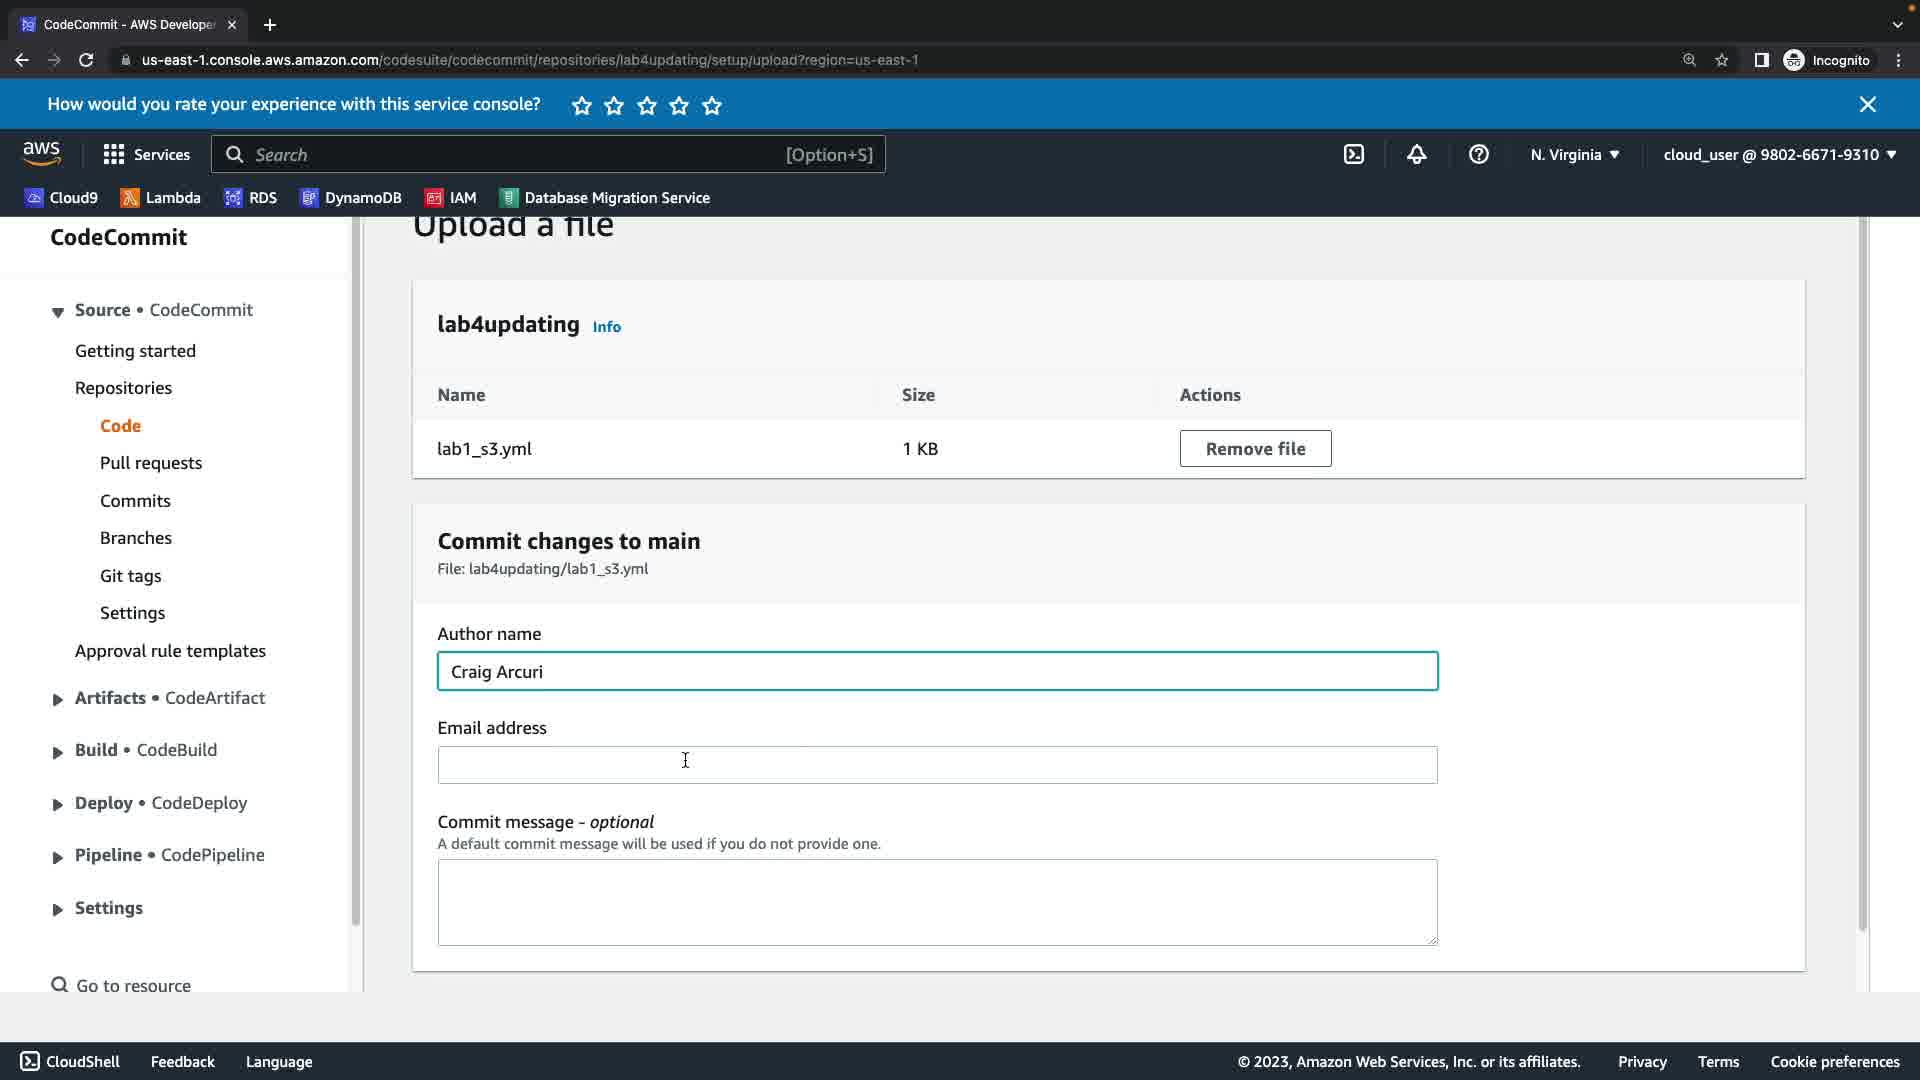 CodeCommit - AWS Develope
us-east-1.console.aws.amazon.com/codesuite/codecommit/repositories/lab4updating/setup/upload?region=us-east-1
Incognito
How would you rate your experience with this service console?
aws
Services
Search
[Option+S]
N. Virginia
cloud_user @ 9802-6671-9310
Cloud9
Lambda
RDS
DynamoDB
IAM
Database Migration Service
CodeCommit
Source • CodeCommit
Getting started
Repositories
Code
Pull requests
Commits
Branches
Git tags
Settings
Approval rule templates
Artifacts • CodeArtifact
Build • CodeBuild
Deploy • CodeDeploy
Pipeline • CodePipeline
Settings
Go to resource
Upload a file
lab4updating Info
Name Size Actions
lab1_s3.yml 1 KB Remove file
Commit changes to main
File: lab4updating/lab1_s3.yml
Author name
Craig Arcuri
Email address
Commit message - optional
A default commit message will be used if you do not provide one.
CloudShell Feedback Language
© 2023, Amazon Web Services, Inc. or its affiliates. Privacy Terms Cookie preferences